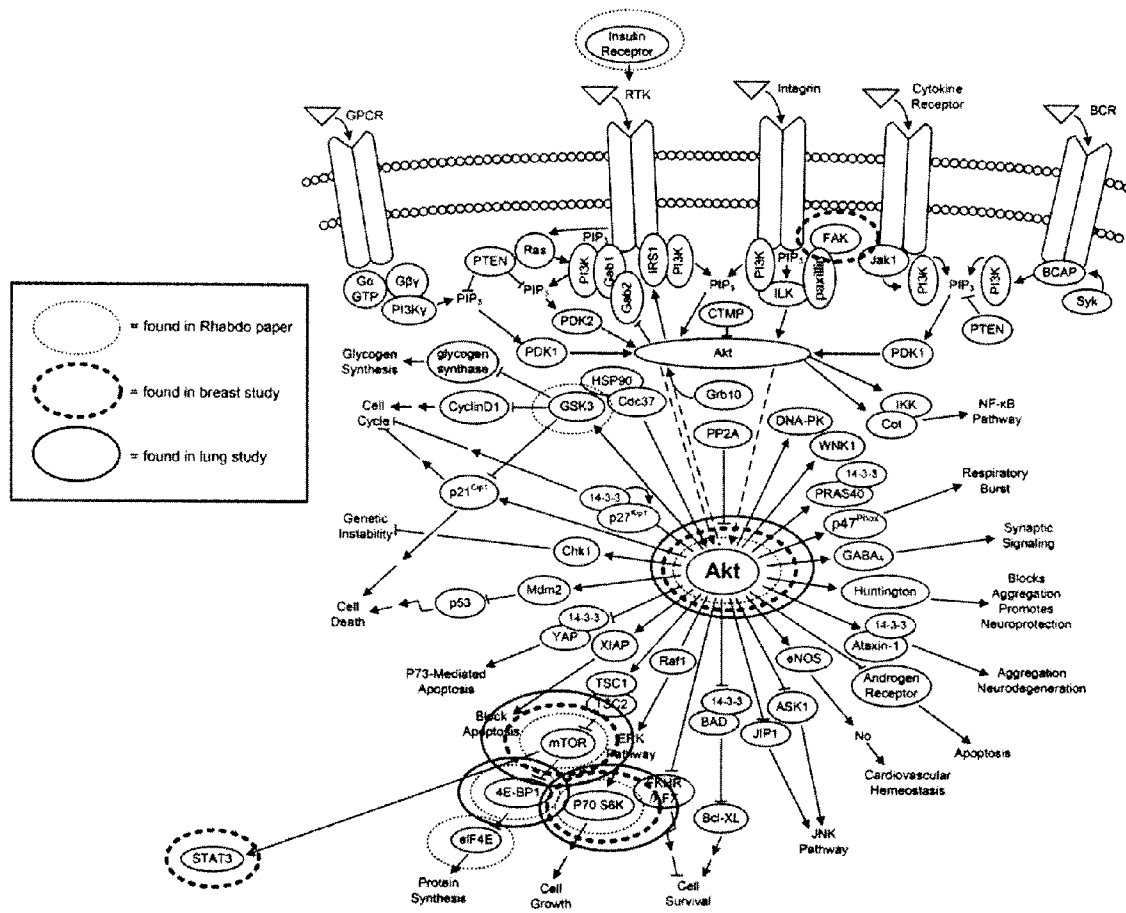 Insulin
Receptor
GPCR
RTK
Integrin
Cytokine
Receptor
BCR
PIP3
FAK
Ras
PTEN
Gα
GTP
Gβγ
PI3Kγ
PIP3
PIP3
PI3K
Gab1
Gab2
IRS1
PI3K
PIP3
PI3K
PIP3
ILK
paxillin
Jak1
PI3K
PIP3
PI3K
BCAP
Syk
PTEN
PDK2
CTMP
PDK1
Akt
PDK1
= found in Rhabdo paper
= found in breast study
= found in lung study
Glycogen
Synthesis
glycogen
synthase
HSP90
Cdc37
Grb10
IKK
Cot
NF-κB
Pathway
Cell
Cycle
CyclinD1
GSK3
PP2A
DNA-PK
WNK1
14-3-3
PRAS40
Respiratory
Burst
p21Cip1
14-3-3
p27Kip1
p47Phox
Genetic
Instability
Chk1
GABAA
Synaptic
Signaling
Akt
Huntington
Blocks
Aggregation
Promotes
Neuroprotection
Cell
Death
p53
Mdm2
14-3-3
YAP
XIAP
14-3-3
Ataxin-1
P73-Mediated
Apoptosis
Raf1
eNOS
Androgen
Receptor
Aggregation
Neurodegeneration
TSC1
TSC2
Block
Apoptosis
14-3-3
BAD
ASK1
JIP1
mTOR
ERK
Pathway
No
Apoptosis
Cardiovascular
Hemeostasis
4E-BP1
P70 S6K
FKHR
AFX
Bcl-XL
JNK
Pathway
STAT3
eIF4E
Protein
Synthesis
Cell
Growth
Cell
Survival